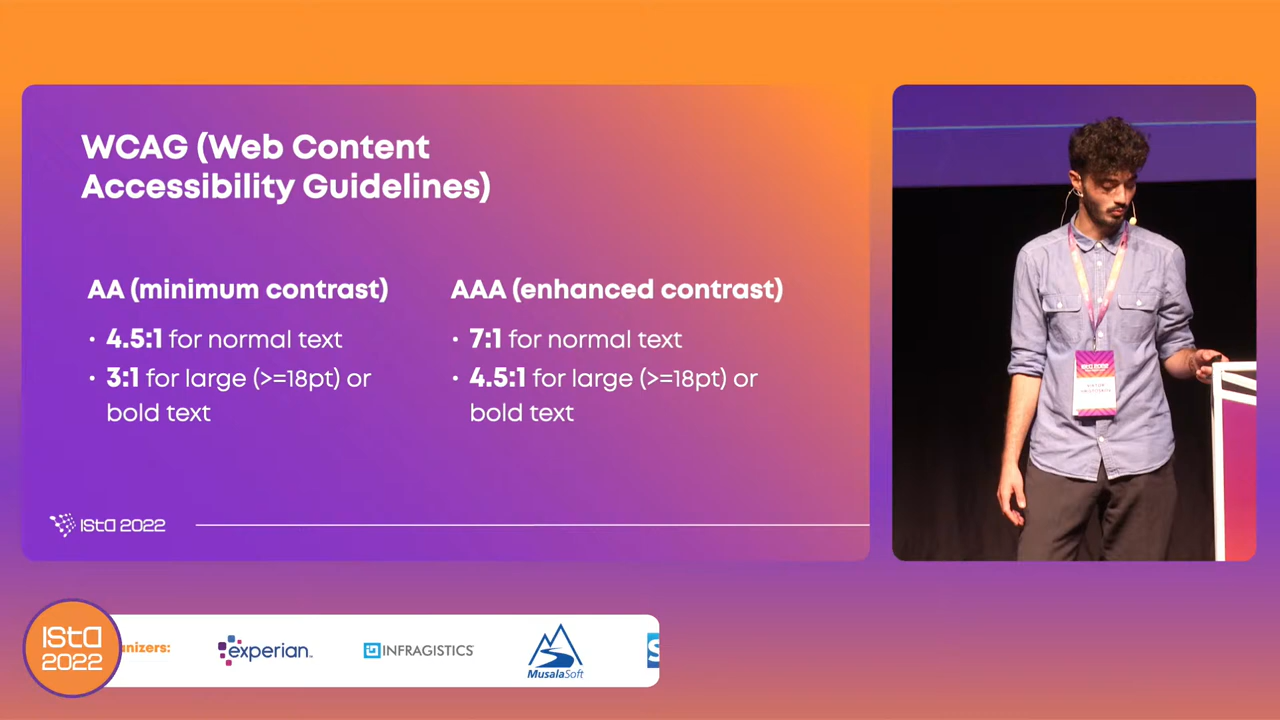 WCAG (Web Content
Accessibility Guidelines)
AA (minimum contrast)
• 4.5:1 for normal text
• 3:1 for large (>=18pt) or
bold text
AAA (enhanced contrast)
• 7:1 for normal text
• 4.5:1 for large (>=18pt) or
bold text
ISTA 2022
ISTA
2022
nizers:
experian
INFRAGISTICS
MusalaSoft